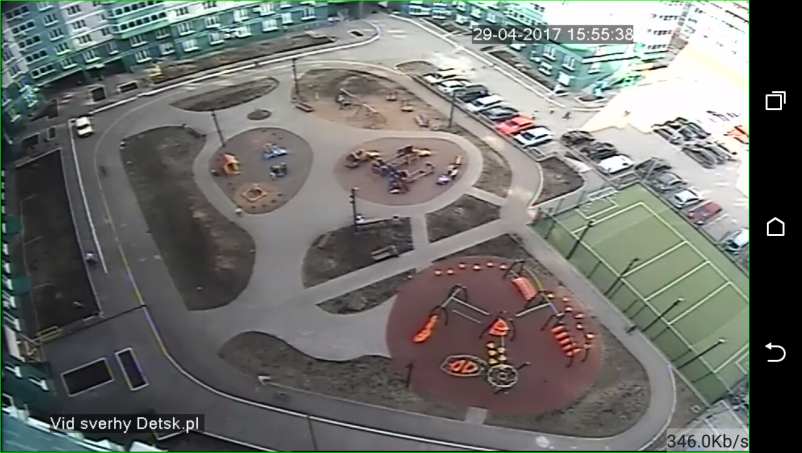 29-04-2017 15:55:38
Vid sverhy Detsk.pl
346.0Kb/s